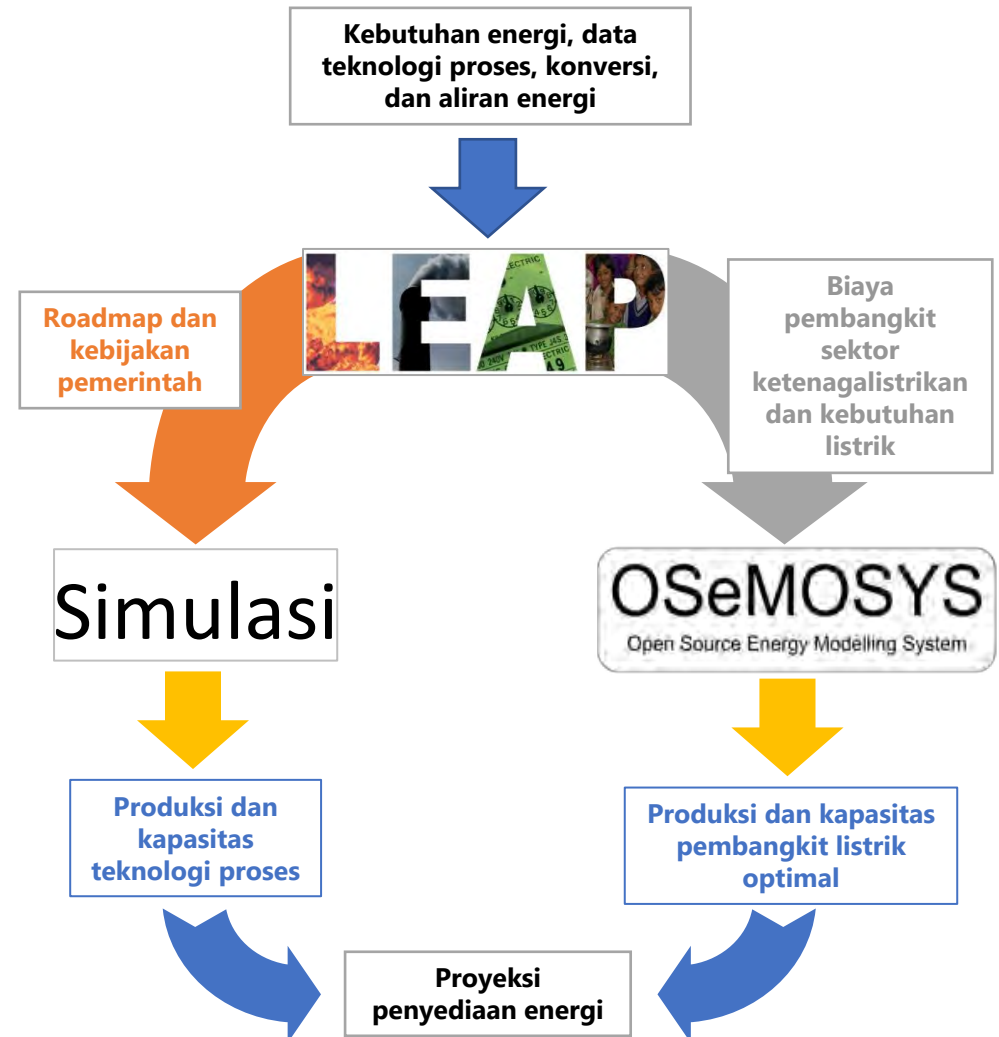 Kebutuhan energi, data
teknologi proses, konversi,
dan aliran energi
LEAP
Roadmap dan
kebijakan
pemerintah
Biaya
pembangkit
sektor
ketenagalistrikan
dan kebutuhan
listrik
Simulasi
OSeMOSYS
Open Source Energy Modelling System
Produksi dan
kapasitas
teknologi proses
Produksi dan kapasitas
pembangkit listrik
optimal
Proyeksi
penyediaan energi